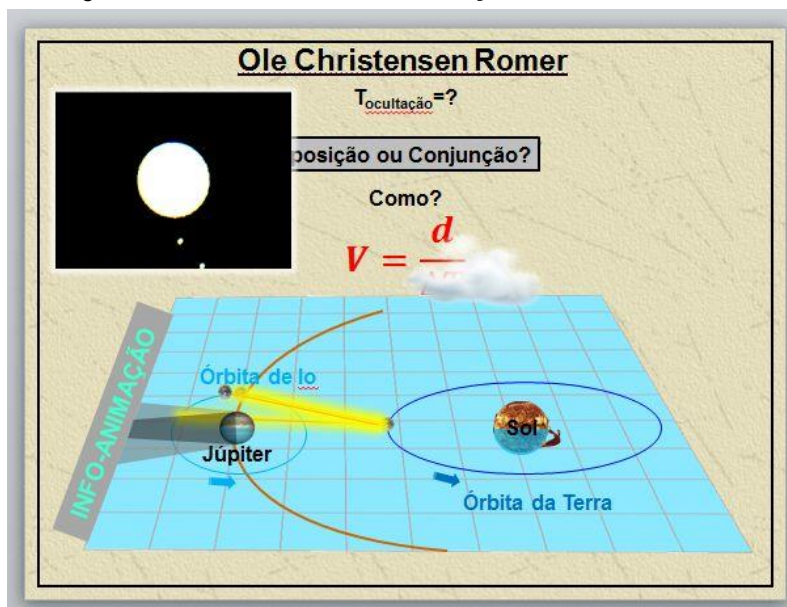 Ole Christensen Romer
Tocultação=?
posição ou Conjunção?
Como?
V = d
INFO-ANIMAÇÃO
Órbita de Io
Júpiter
Sol
Órbita da Terra